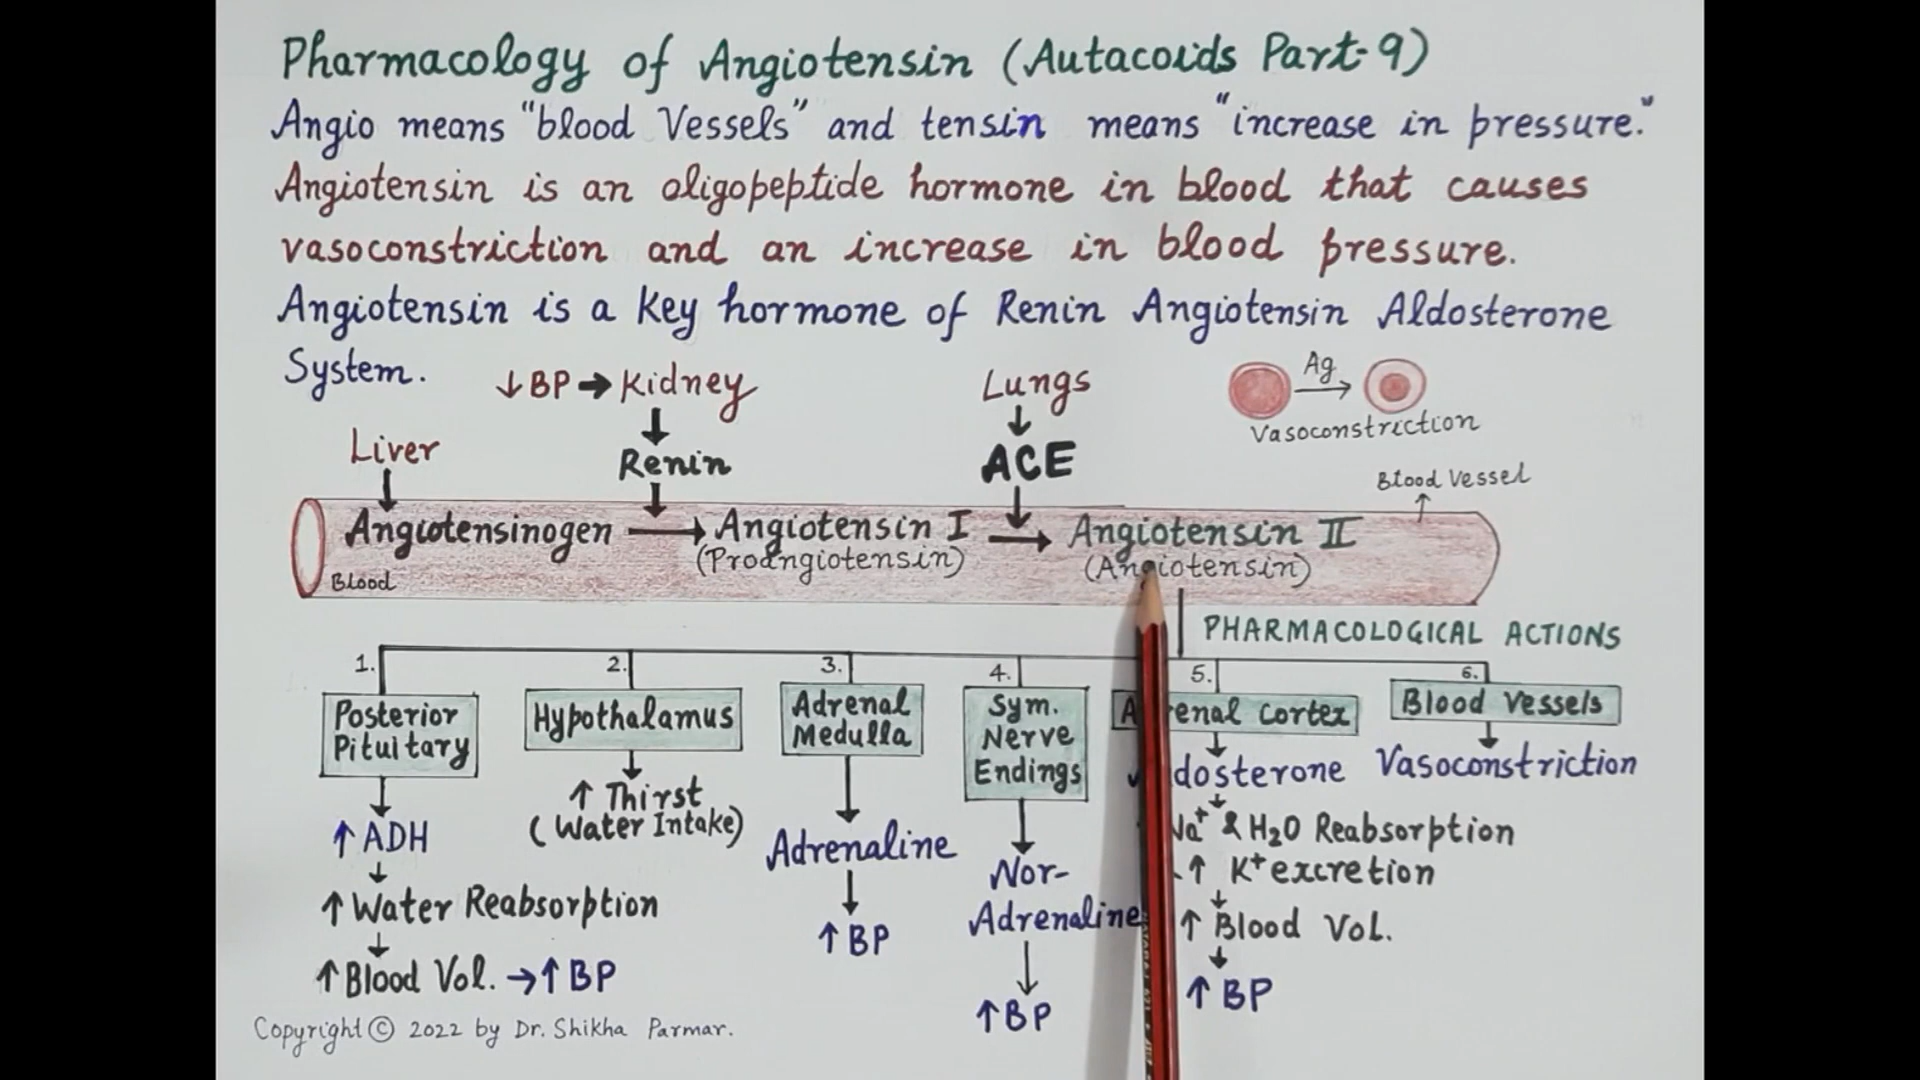 Pharmacology of Angiotensin (Autacoids Part-9)
Angio means "blood Vessels" and tensin means "increase in pressure."
Angiotensin is an oligopeptide hormone in blood that causes
vasoconstriction and an increase in blood pressure.
Angiotensin is a Key hormone of Renin Angiotensin Aldosterone
System.
↓BP → Kidney
Lungs
Ag
Vasoconstriction
Liver
Renin
ACE
Blood Vessel
Angiotensinogen → Angiotensin I → Angiotensin II
(Proangiotensin)
(Angiotensin)
Blood
PHARMACOLOGICAL ACTIONS
1.
2.
3.
4.
5.
6.
Posterior
Pituitary
↑ADH
↑Water Reabsorption
↑Blood Vol. → ↑BP
Hypothalamus
↑ Thirst
(Water Intake)
Adrenal
Medulla
Adrenaline
↑BP
Sym.
Nerve
Endings
Nor-
Adrenaline
↑BP
A renal Cortex
dosterone
Na+ & H2O Reabsorption
↑ K+ excretion
↑ Blood Vol.
↑ BP
Blood Vessels
Vasoconstriction
Copyright © 2022 by Dr. Shikha Parmar.